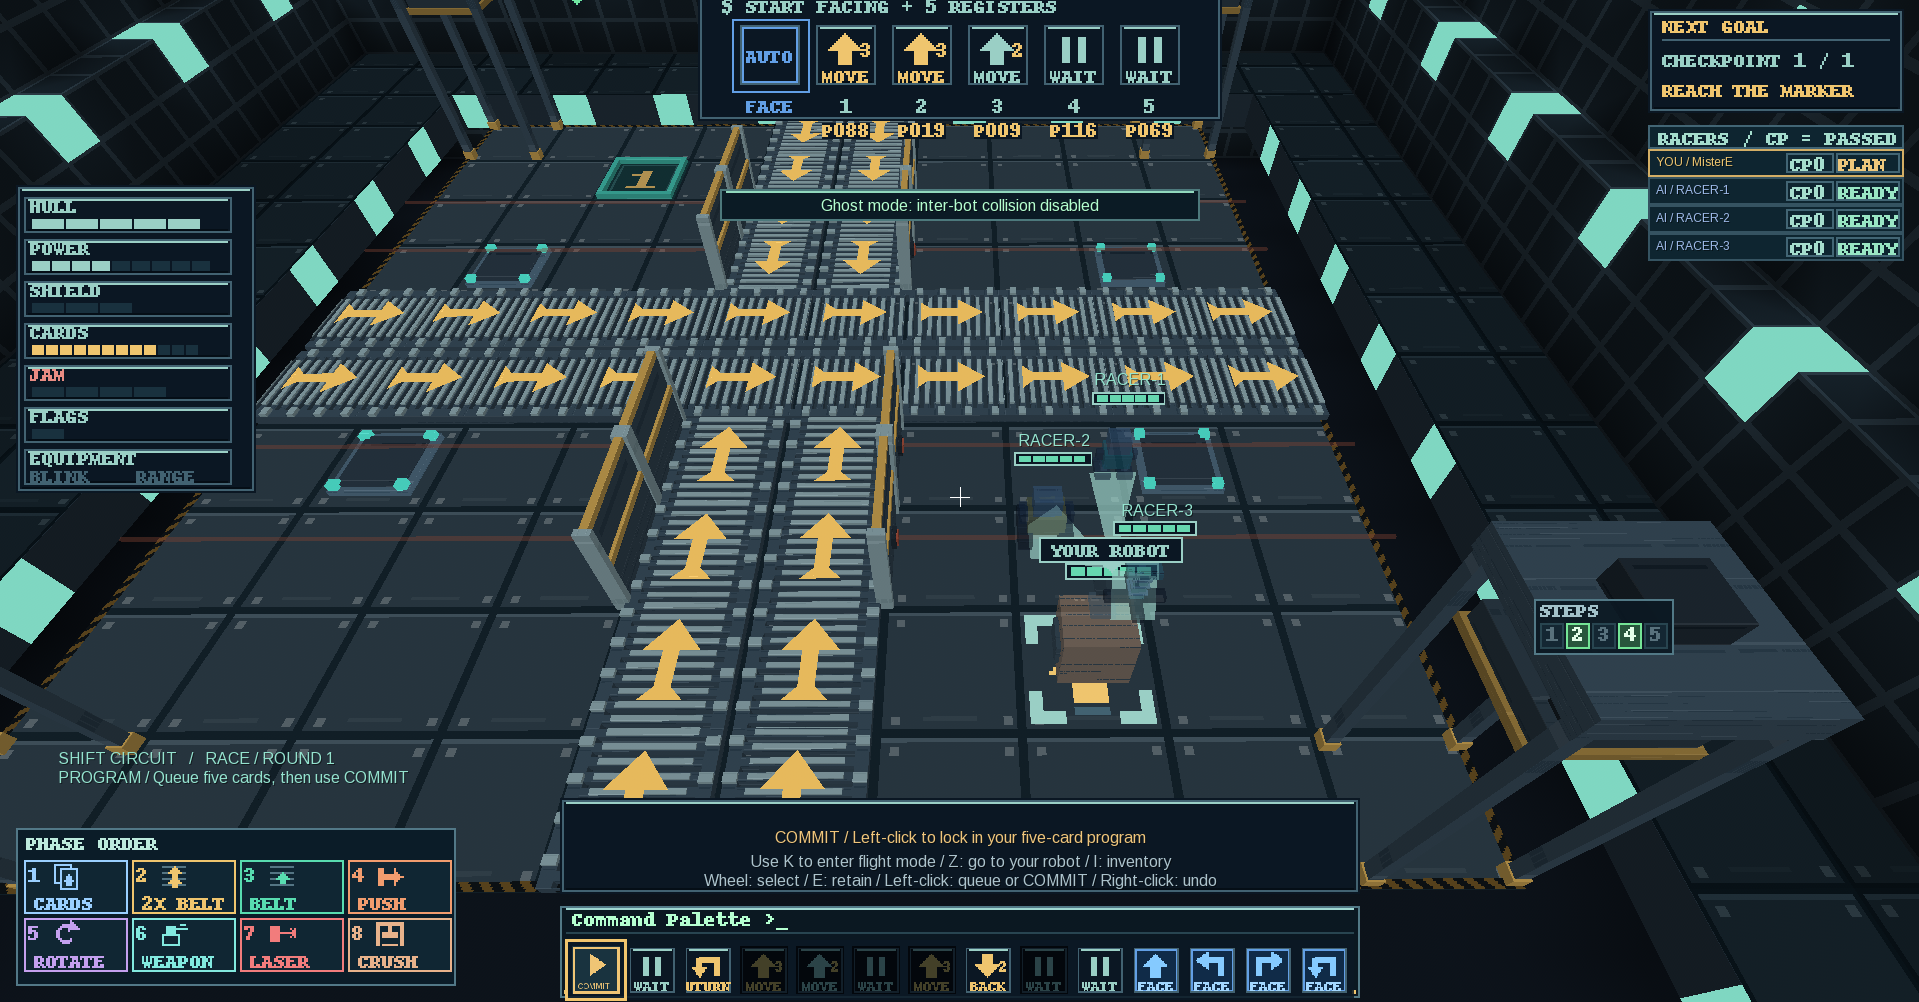 $ START FACING + 5 REGISTERS
AUTO
3 MOVE
3 MOVE
2 MOVE
WAIT
WAIT
FACE 1 2 3 4 5
P088 P019 P009 P116 P069
Ghost mode: inter-bot collision disabled
NEXT GOAL
CHECKPOINT 1 / 1
REACH THE MARKER
RACERS / CP = PASSED
YOU / MisterE CP0 PLAN
AI / RACER-1 CP0 READY
AI / RACER-2 CP0 READY
AI / RACER-3 CP0 READY
HULL
POWER
SHIELD
CARDS
JAM
FLAGS
EQUIPMENT
BLINK RANGE
1
RACER-1
RACER-2
RACER-3
YOUR ROBOT
STEPS
1 2 3 4 5
SHIFT CIRCUIT / RACE / ROUND 1
PROGRAM / Queue five cards, then use COMMIT
PHASE ORDER
1 CARDS
2 2X BELT
3 BELT
4 PUSH
5 ROTATE
6 WEAPON
7 LASER
8 CRUSH
COMMIT / Left-click to lock in your five-card program
Use K to enter flight mode / Z: go to your robot / I: inventory
Wheel: select / E: retain / Left-click: queue or COMMIT / Right-click: undo
Command Palette >_
COMMIT
WAIT
UTURN
3 MOVE
2 MOVE
WAIT
3 MOVE
2 BACK
WAIT
WAIT
FACE
FACE
FACE
FACE